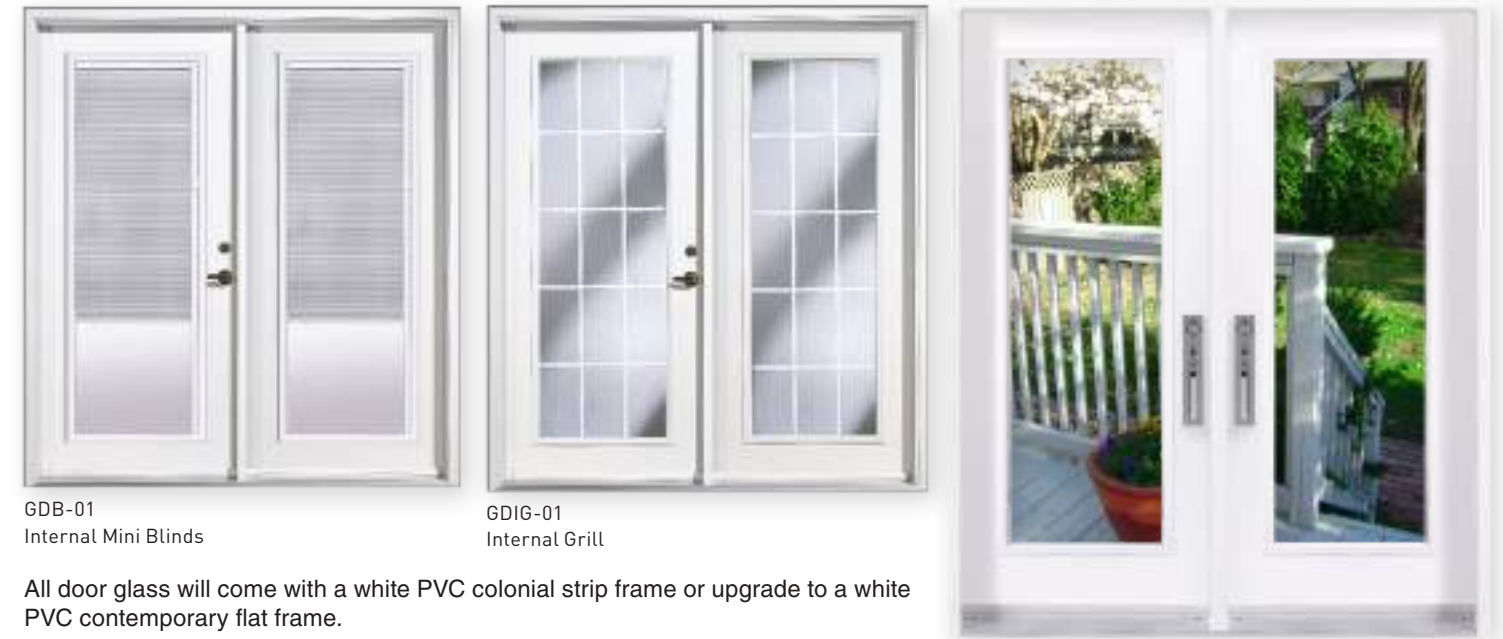 GDB-01
Internal Mini Blinds
GDIG-01
Internal Grill
All door glass will come with a white PVC colonial strip frame or upgrade to a white
PVC contemporary flat frame.